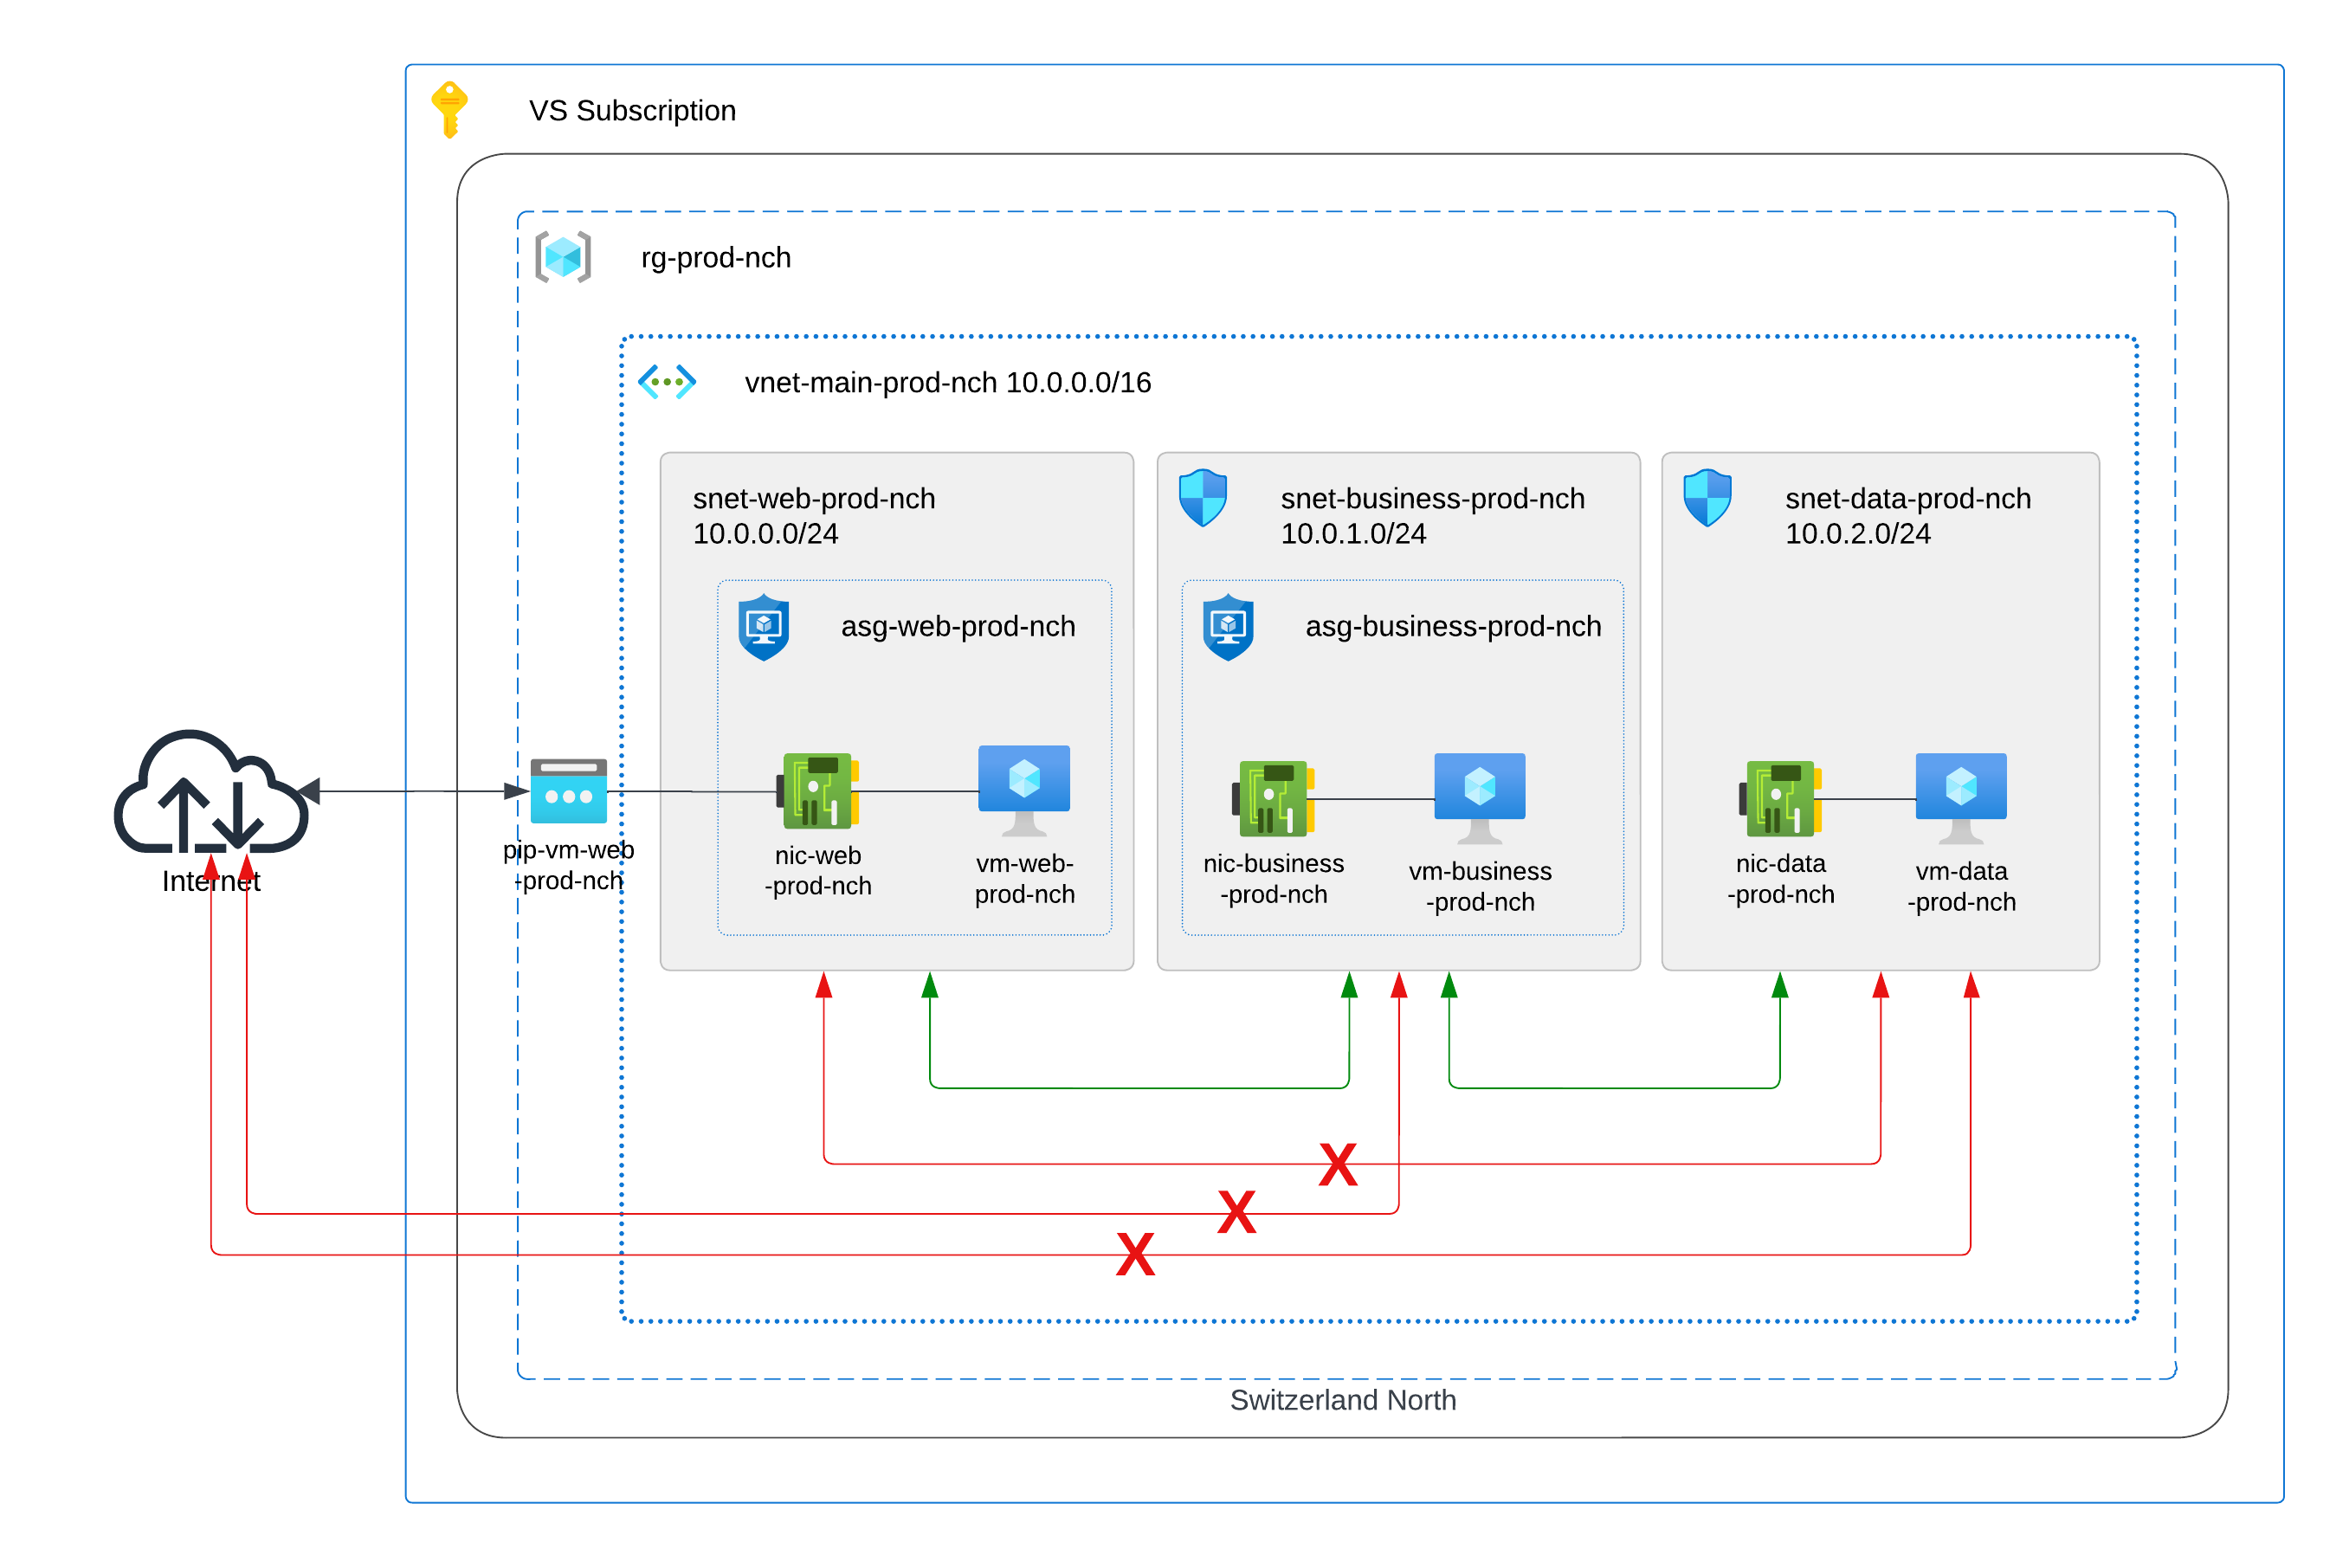 VS Subscription
rg-prod-nch
vnet-main-prod-nch 10.0.0.0/16
snet-web-prod-nch
10.0.0.0/24
snet-business-prod-nch
10.0.1.0/24
snet-data-prod-nch
10.0.2.0/24
asg-web-prod-nch
asg-business-prod-nch
Internet
pip-vm-web
-prod-nch
nic-web
-prod-nch
vm-web-
prod-nch
nic-business
-prod-nch
vm-business
-prod-nch
nic-data
-prod-nch
vm-data
-prod-nch
X
X
X
Switzerland North